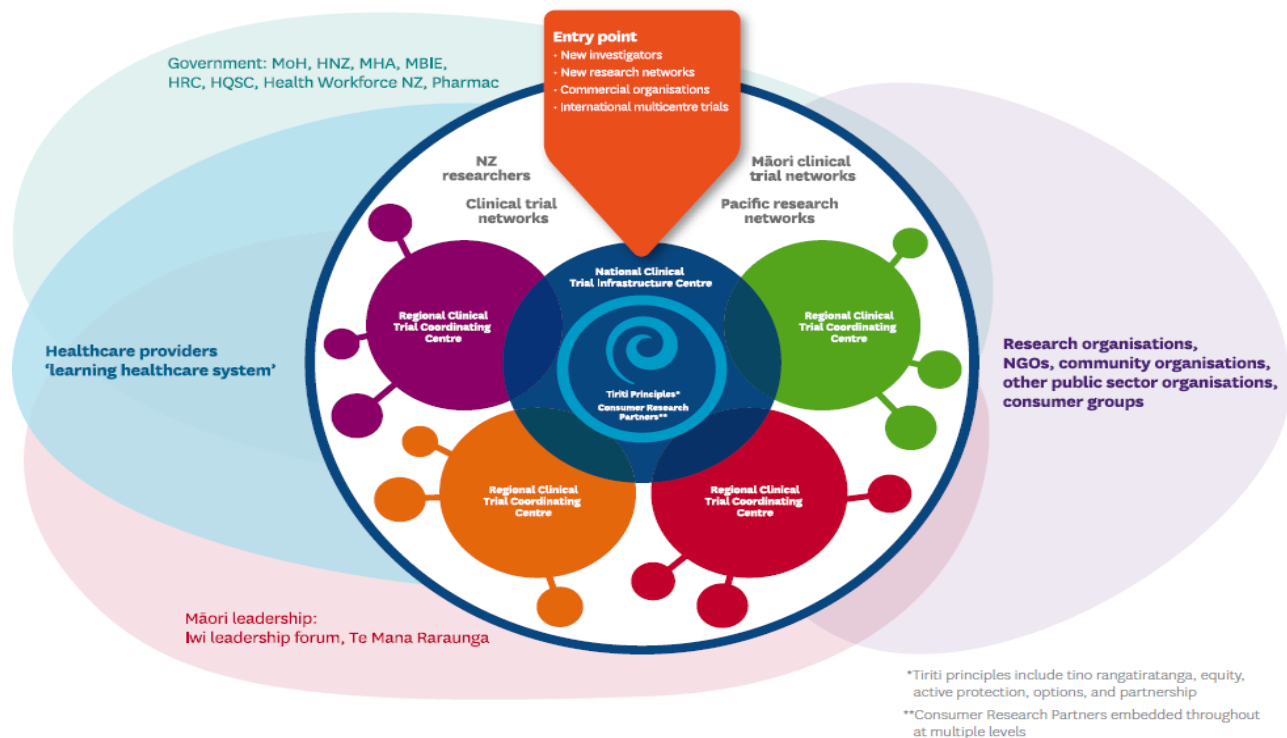 Government: MoH, HNZ, MHA, MBIE,
HRC, HQSC, Health Workforce NZ, Pharmac
Entry point
· New investigators
· New research networks
· Commercial organisations
· International multicentre trials
NZ
researchers
Clinical trial
networks
Māori clinical
trial networks
Pacific research
networks
National Clinical
Trial Infrastructure Centre
Tiriti Principles*
Consumer Research
Partners**
Regional Clinical
Trial Coordinating
Centre
Regional Clinical
Trial Coordinating
Centre
Regional Clinical
Trial Coordinating
Centre
Regional Clinical
Trial Coordinating
Centre
Healthcare providers
‘learning healthcare system’
Research organisations,
NGOs, community organisations,
other public sector organisations,
consumer groups
Māori leadership:
Iwi leadership forum, Te Mana Raraunga
*Tiriti principles include tino rangatiratanga, equity,
active protection, options, and partnership
**Consumer Research Partners embedded throughout
at multiple levels